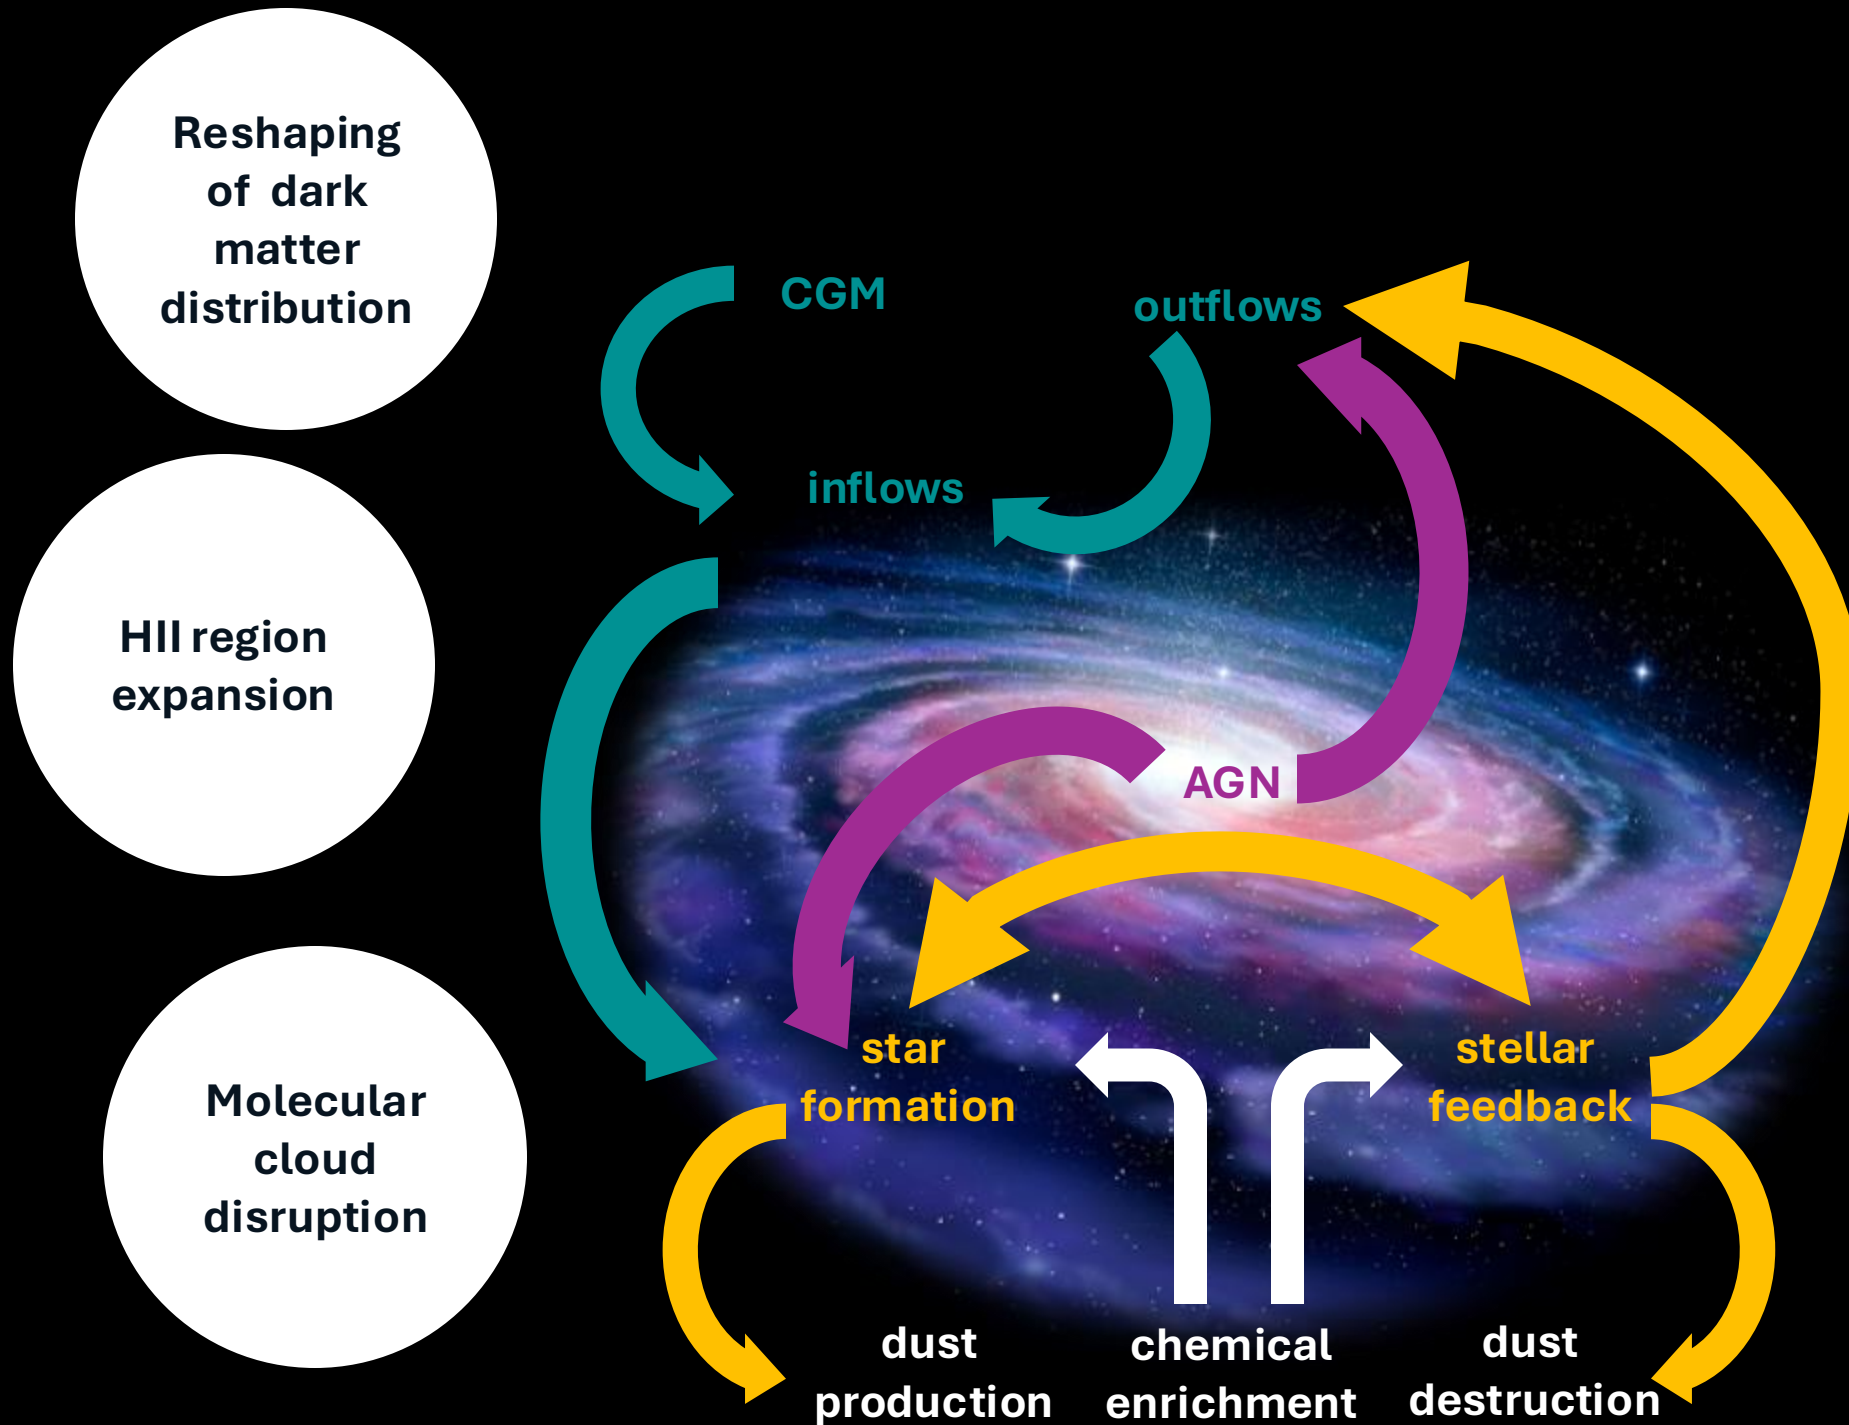 Reshaping
of dark
matter
distribution
HII region
expansion
Molecular
cloud
disruption
CGM
outflows
inflows
AGN
star
formation
stellar
feedback
dust
production
chemical
enrichment
dust
destruction